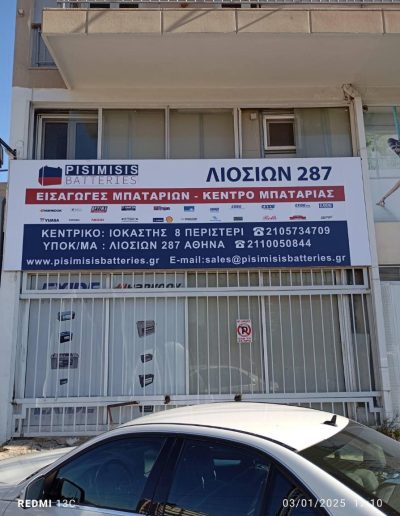 PISIMISIS
BATTERIES
ΛΙΟΣΙΩΝ 287
ΕΙΣΑΓΩΓΕΣ ΜΠΑΤΑΡΙΩΝ - ΚΕΝΤΡΟ ΜΠΑΤΑΡΙΑΣ
ΚΕΝΤΡΙΚΟ: ΙΟΚΑΣΤΗΣ 8 ΠΕΡΙΣΤΕΡΙ ☎2105734709
ΥΠΟΚ/ΜΑ : ΛΙΟΣΙΩΝ 287 ΑΘΗΝΑ ☎2110050844
www.pisimisisbatteries.gr E-mail:sales@pisimisisbatteries.gr
EXIDE
REDMI 13C
03/01/2025